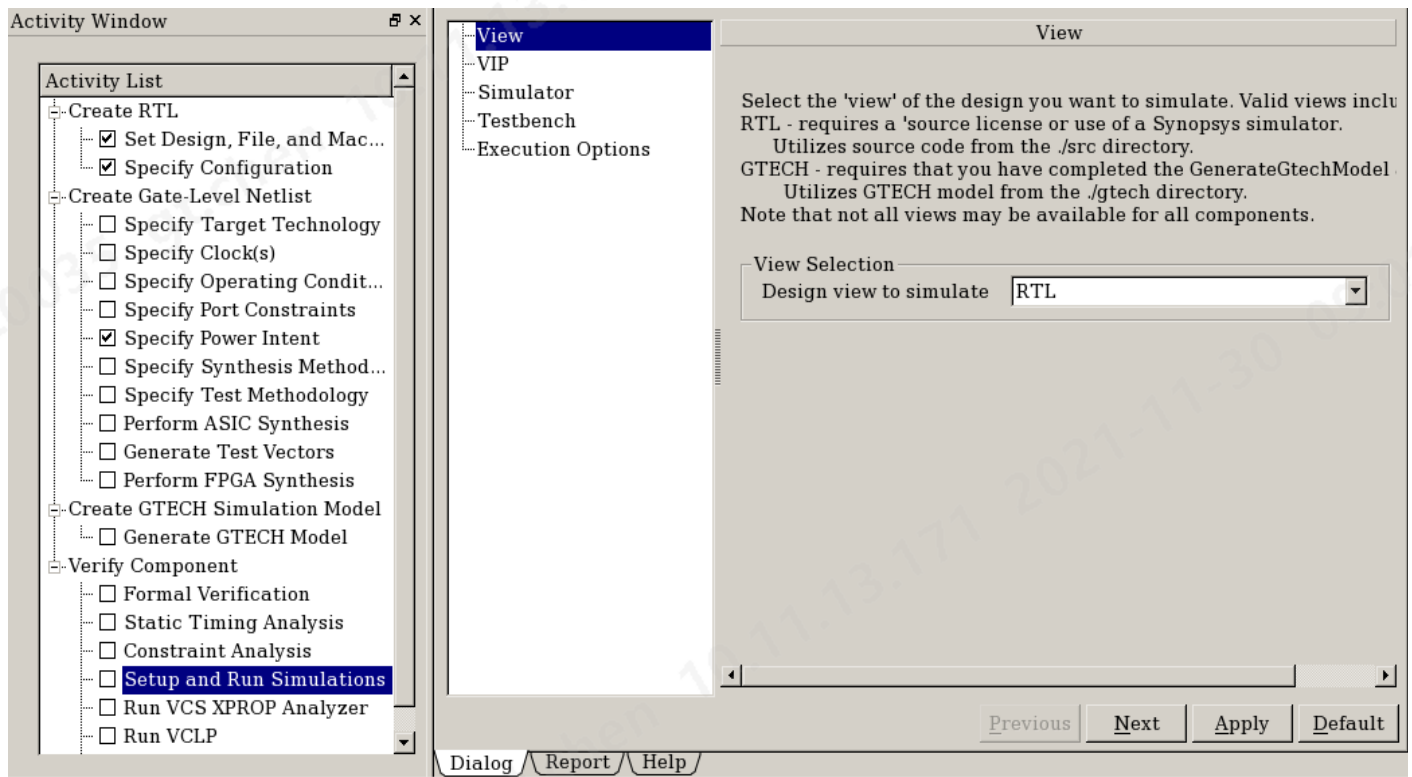 Activity Window
Activity List
Create RTL
Set Design, File, and Mac...
Specify Configuration
Create Gate-Level Netlist
Specify Target Technology
Specify Clock(s)
Specify Operating Condit...
Specify Port Constraints
Specify Power Intent
Specify Synthesis Method...
Specify Test Methodology
Perform ASIC Synthesis
Generate Test Vectors
Perform FPGA Synthesis
Create GTECH Simulation Model
Generate GTECH Model
Verify Component
Formal Verification
Static Timing Analysis
Constraint Analysis
Setup and Run Simulations
Run VCS XPROP Analyzer
Run VCLP
View
VIP
Simulator
Testbench
Execution Options
View
Select the 'view' of the design you want to simulate. Valid views inclu
RTL - requires a 'source license or use of a Synopsys simulator.
Utilizes source code from the ./src directory.
GTECH - requires that you have completed the GenerateGtechModel
Utilizes GTECH model from the ./gtech directory.
Note that not all views may be available for all components.
View Selection
Design view to simulate RTL
Previous Next Apply Default
Dialog Report Help
10.11.13.171 2021-11-30